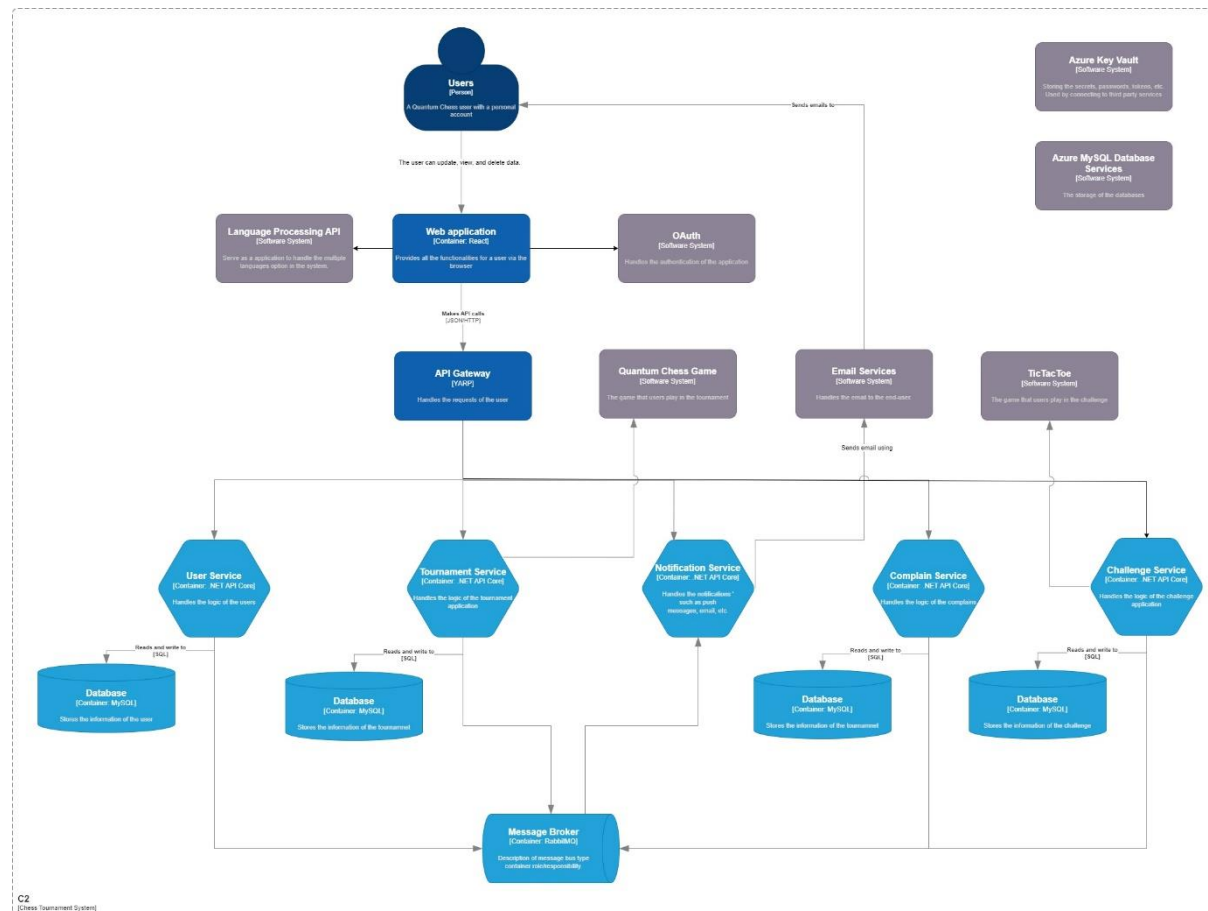 Users
[Person]
A Quantum Chess user with a personal
account
Azure Key Vault
[Software System]
Storing the secrets, passwords, tokens, etc.
Used by connecting to third party services
Sends emails to
Azure MySQL Database
Services
[Software System]
The storage of the databases
The user can update, view, and delete data.
Language Processing API
[Software System]
Serve as a application to handle the multiple
languages option in the system.
Web application
[Container: React]
Provides all the functionalities for a user via the
browser
OAuth
[Software System]
Handles the authentication of the application
Makes API calls
[JSON/HTTP]
API Gateway
[YARP]
Handles the requests of the user
Quantum Chess Game
[Software System]
The game that users play in the tournament
Email Services
[Software System]
Handles the email to the end-user
TicTacToe
[Software System]
The game that users play in the challenge
Sends email using
User Service
[Container: .NET API Core]
Handles the logic of the users
Tournament Service
[Container: .NET API Core]
Handles the logic of the tournament
application
Notification Service
[Container: .NET API Core]
Handles the notifications
such as push
messages, email, etc.
Complain Service
[Container: .NET API Core]
Handles the logic of the complains
Challenge Service
[Container: .NET API Core]
Handles the logic of the challenge
application
Reads and write to
[SQL]
Reads and write to
[SQL]
Reads and write to
[SQL]
Reads and write to
[SQL]
Database
[Container: MySQL]
Stores the information of the user
Database
[Container: MySQL]
Stores the information of the tournamnet
Database
[Container: MySQL]
Stores the information of the tournamnet
Database
[Container: MySQL]
Stores the information of the challenge
Message Broker
[Container: RabbitMQ]
Description of message bus type
container role/responsibility.
C2
[Chess Tournament System]